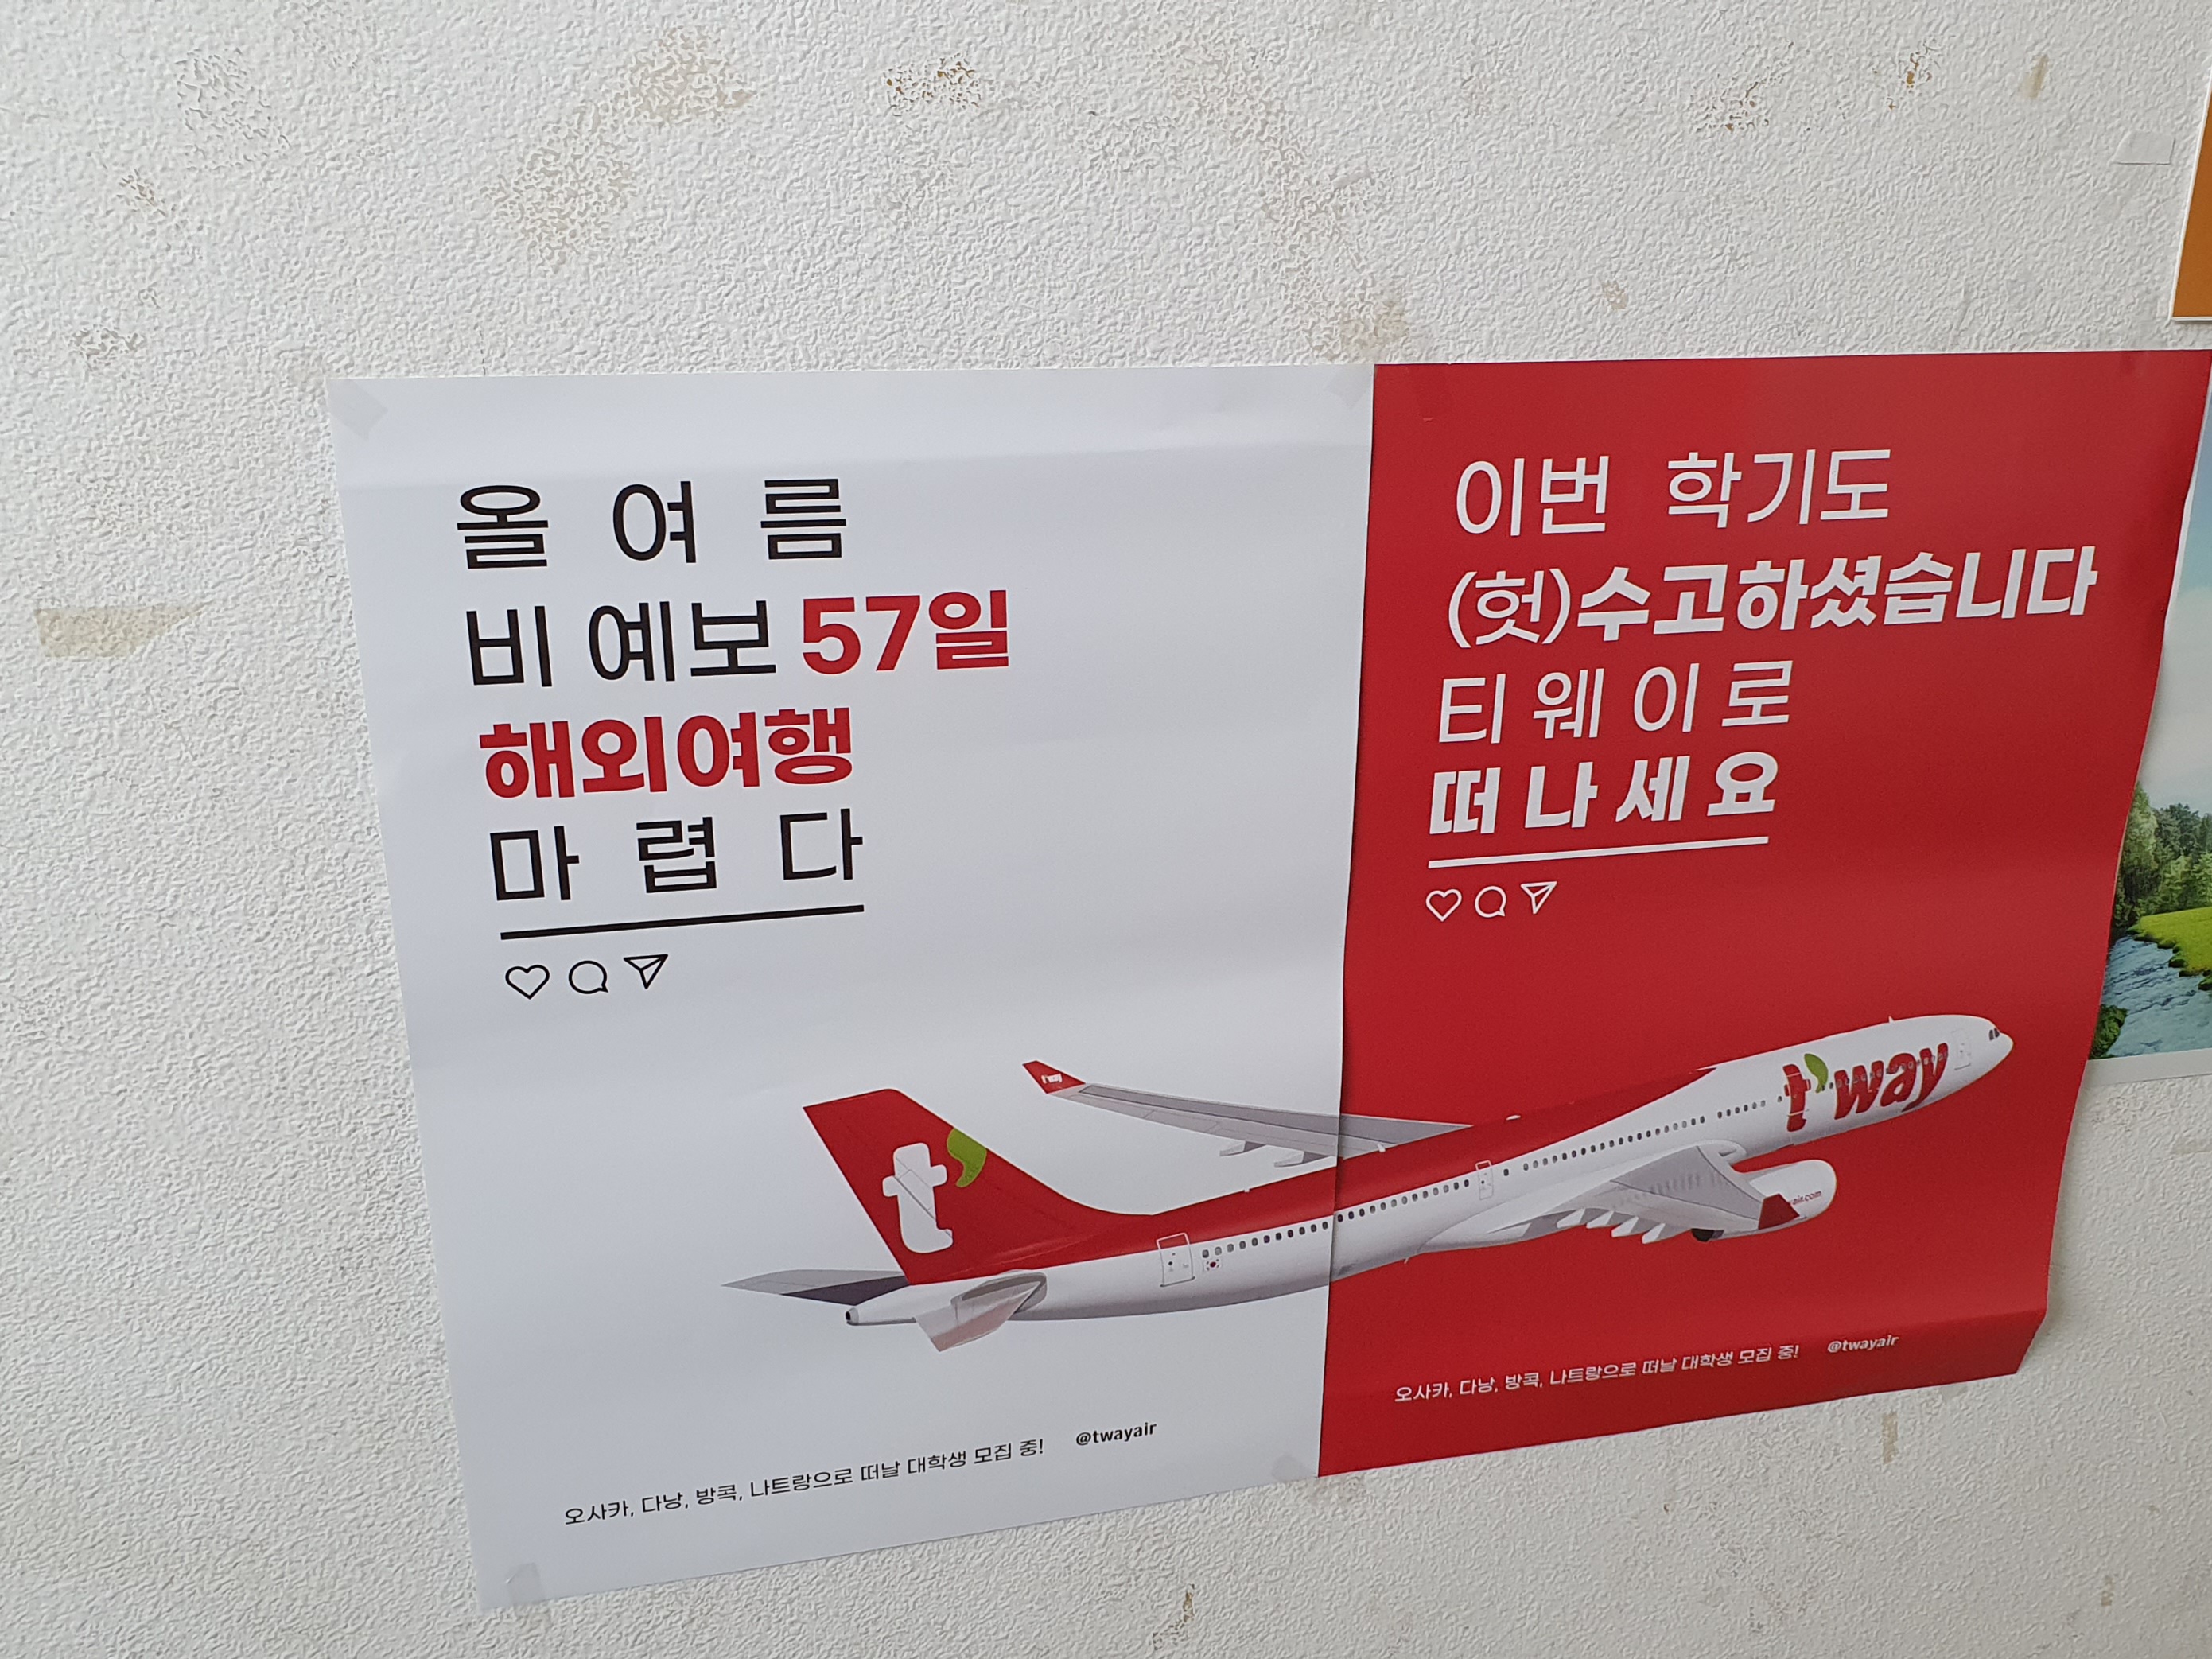 올 여 름
비 예보 57일
해외여행
마 렵 다
t'way
t
오사카, 다낭, 방콕, 나트랑으로 떠날 대학생 모집 중! @twayair
이번 학기도
(헛)수고하셨습니다
티 웨 이 로
떠 나 세 요
t'way
air.com
오사카, 다낭, 방콕, 나트랑으로 떠날 대학생 모집 중! @twayair